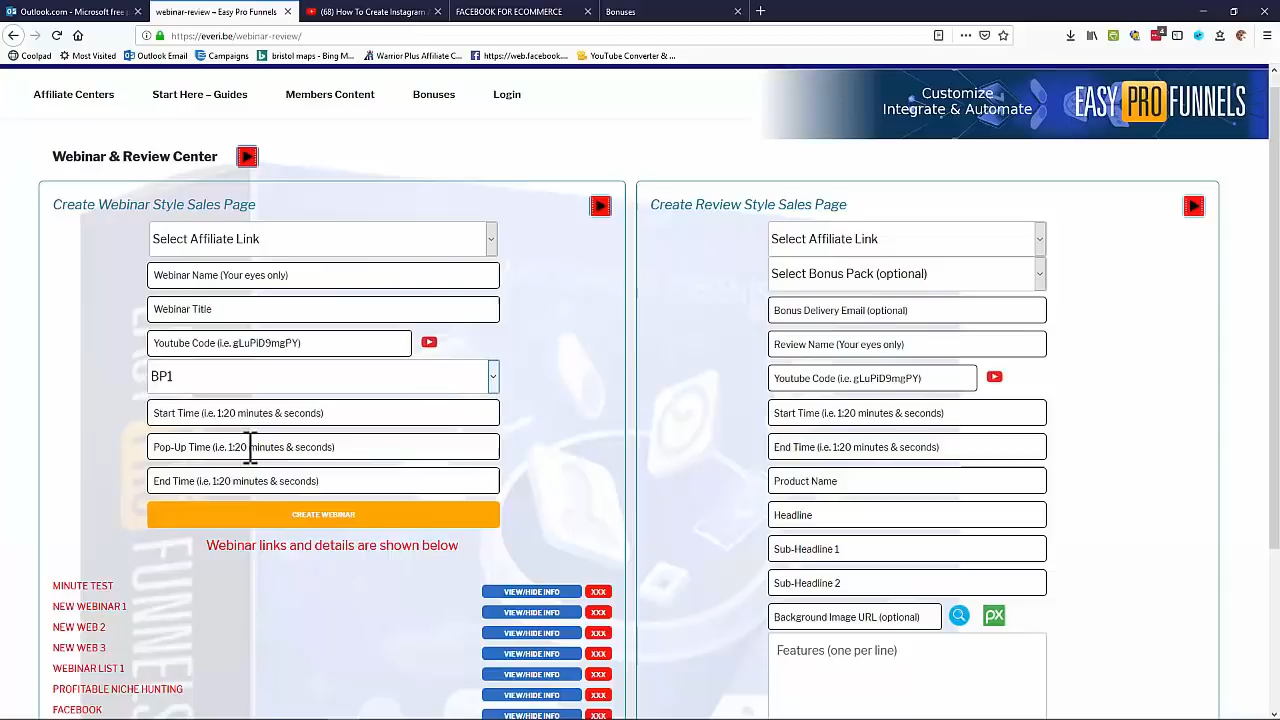 Outlook.com - Microsoft free p
webinar-review – Easy Pro Funnels
(68) How To Create Instagram
FACEBOOK FOR ECOMMERCE
Bonuses
https://everi.be/webinar-review/
Coolpad
Most Visited
Outlook Email
Campaigns
bristol maps - Bing M...
Warrior Plus Affiliate C...
https://web.facebook....
YouTube Converter & ...
Affiliate Centers
Start Here – Guides
Members Content
Bonuses
Login
Customize
Integrate & Automate
EASY PRO FUNNELS
Webinar & Review Center
Create Webinar Style Sales Page
Select Affiliate Link
Webinar Name (Your eyes only)
Webinar Title
Youtube Code (i.e. gLuPiD9mgPY)
BP1
Start Time (i.e. 1:20 minutes & seconds)
Pop-Up Time (i.e. 1:20 minutes & seconds)
End Time (i.e. 1:20 minutes & seconds)
CREATE WEBINAR
Webinar links and details are shown below
MINUTE TEST VIEW/HIDE INFO XXX
NEW WEBINAR 1 VIEW/HIDE INFO XXX
NEW WEB 2 VIEW/HIDE INFO XXX
NEW WEB 3 VIEW/HIDE INFO XXX
WEBINAR LIST 1 VIEW/HIDE INFO XXX
PROFITABLE NICHE HUNTING VIEW/HIDE INFO XXX
FACEBOOK VIEW/HIDE INFO XXX
Create Review Style Sales Page
Select Affiliate Link
Select Bonus Pack (optional)
Bonus Delivery Email (optional)
Review Name (Your eyes only)
Youtube Code (i.e. gLuPiD9mgPY)
Start Time (i.e. 1:20 minutes & seconds)
End Time (i.e. 1:20 minutes & seconds)
Product Name
Headline
Sub-Headline 1
Sub-Headline 2
Background Image URL (optional)
px
Features (one per line)